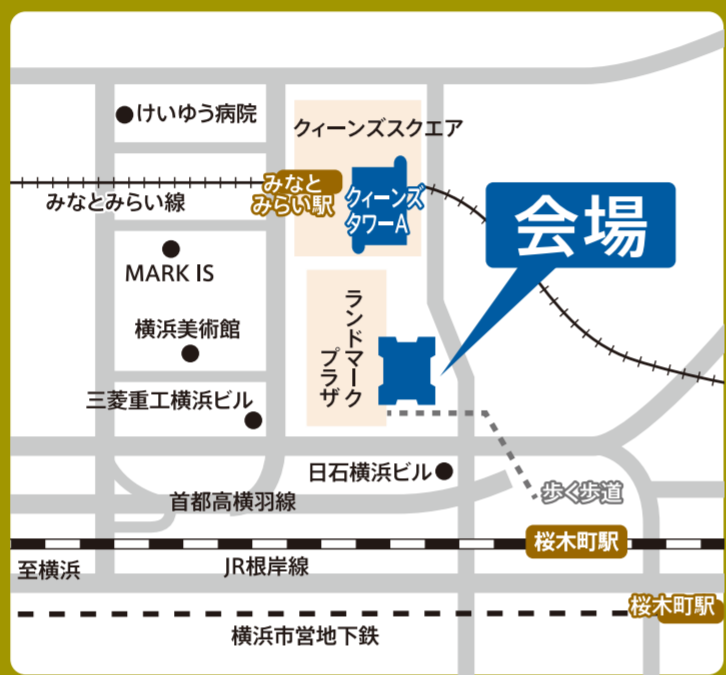 けいゆう病院
クィーンズスクエア
みなと
みらい駅
みなとみらい線
クィーンズ
タワーA
会場
MARK IS
ランドマーク
プラザ
横浜美術館
三菱重工横浜ビル
日石横浜ビル
歩く歩道
首都高横羽線
桜木町駅
至横浜
JR根岸線
桜木町駅
横浜市営地下鉄